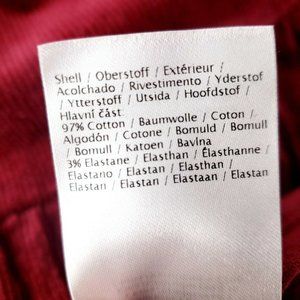 Shell / Oberstoff / Extérieur /
Acolchado / Rivestimento / Yderstof
/ Ytterstoff / Utsida / Hoofdstof /
Hlavní část:
97% Cotton / Baumwolle / Coton /
Algodón / Cotone / Bomuld / Bomull
/ Bomull / Katoen / Bavlna
3% Elastane / Elasthan / Élasthanne /
Elastano / Elastan / Elasthan /
Elastan / Elastan / Elastaan / Elastan